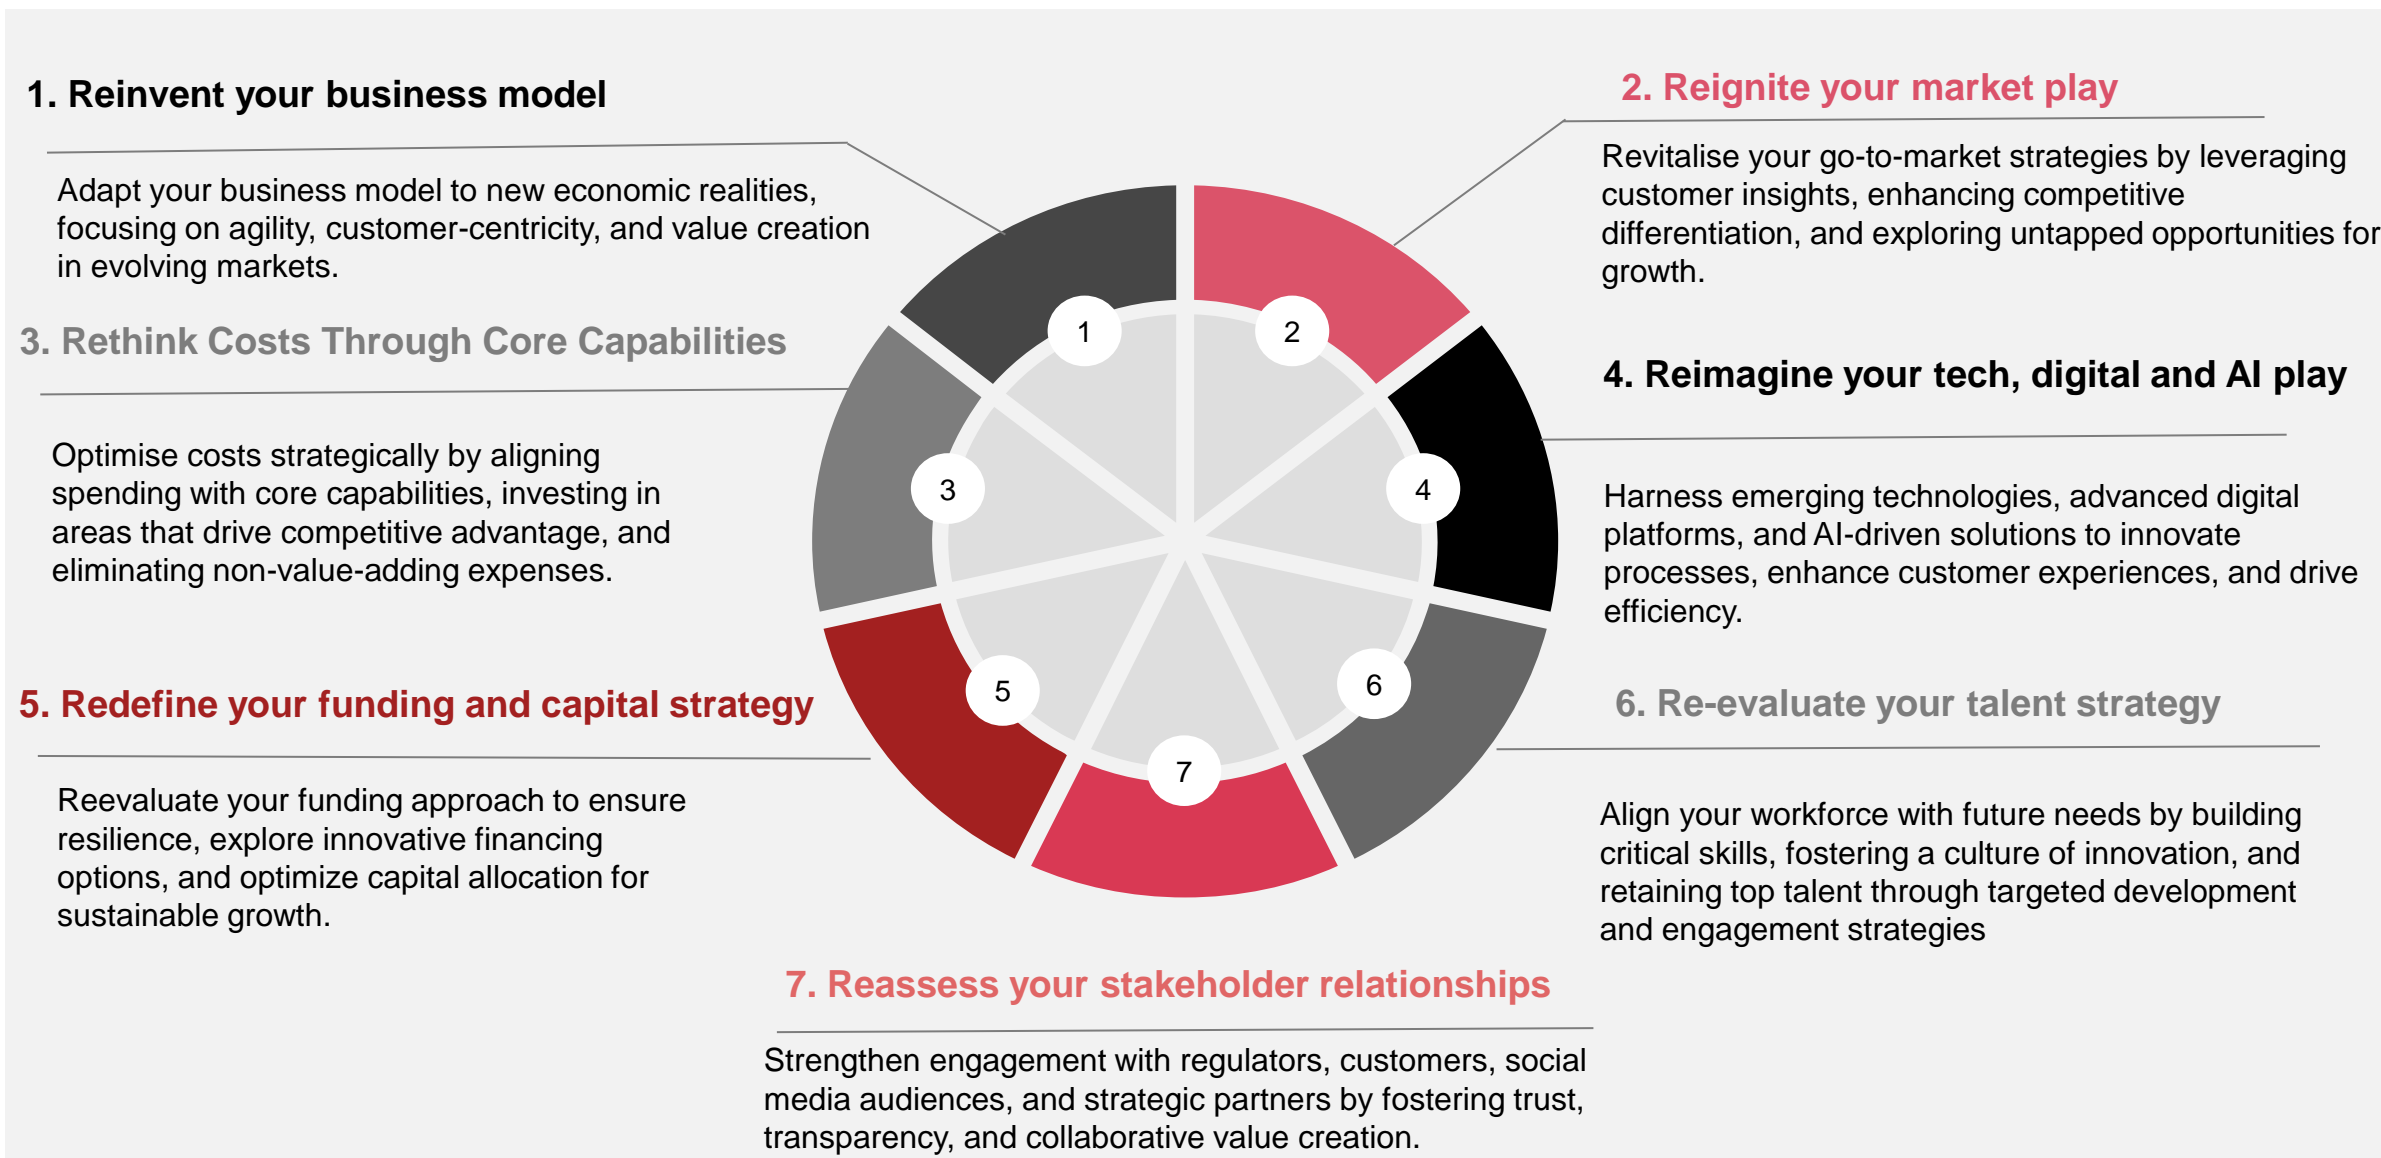 1. Reinvent your business model
Adapt your business model to new economic realities,
focusing on agility, customer-centricity, and value creation
in evolving markets.
2. Reignite your market play
Revitalise your go-to-market strategies by leveraging
customer insights, enhancing competitive
differentiation, and exploring untapped opportunities for
growth.
3. Rethink Costs Through Core Capabilities
Optimise costs strategically by aligning
spending with core capabilities, investing in
areas that drive competitive advantage, and
eliminating non-value-adding expenses.
4. Reimagine your tech, digital and AI play
Harness emerging technologies, advanced digital
platforms, and AI-driven solutions to innovate
processes, enhance customer experiences, and drive
efficiency.
5. Redefine your funding and capital strategy
Reevaluate your funding approach to ensure
resilience, explore innovative financing
options, and optimize capital allocation for
sustainable growth.
6. Re-evaluate your talent strategy
Align your workforce with future needs by building
critical skills, fostering a culture of innovation, and
retaining top talent through targeted development
and engagement strategies
7. Reassess your stakeholder relationships
Strengthen engagement with regulators, customers, social
media audiences, and strategic partners by fostering trust,
transparency, and collaborative value creation.
1
2
3
4
5
6
7